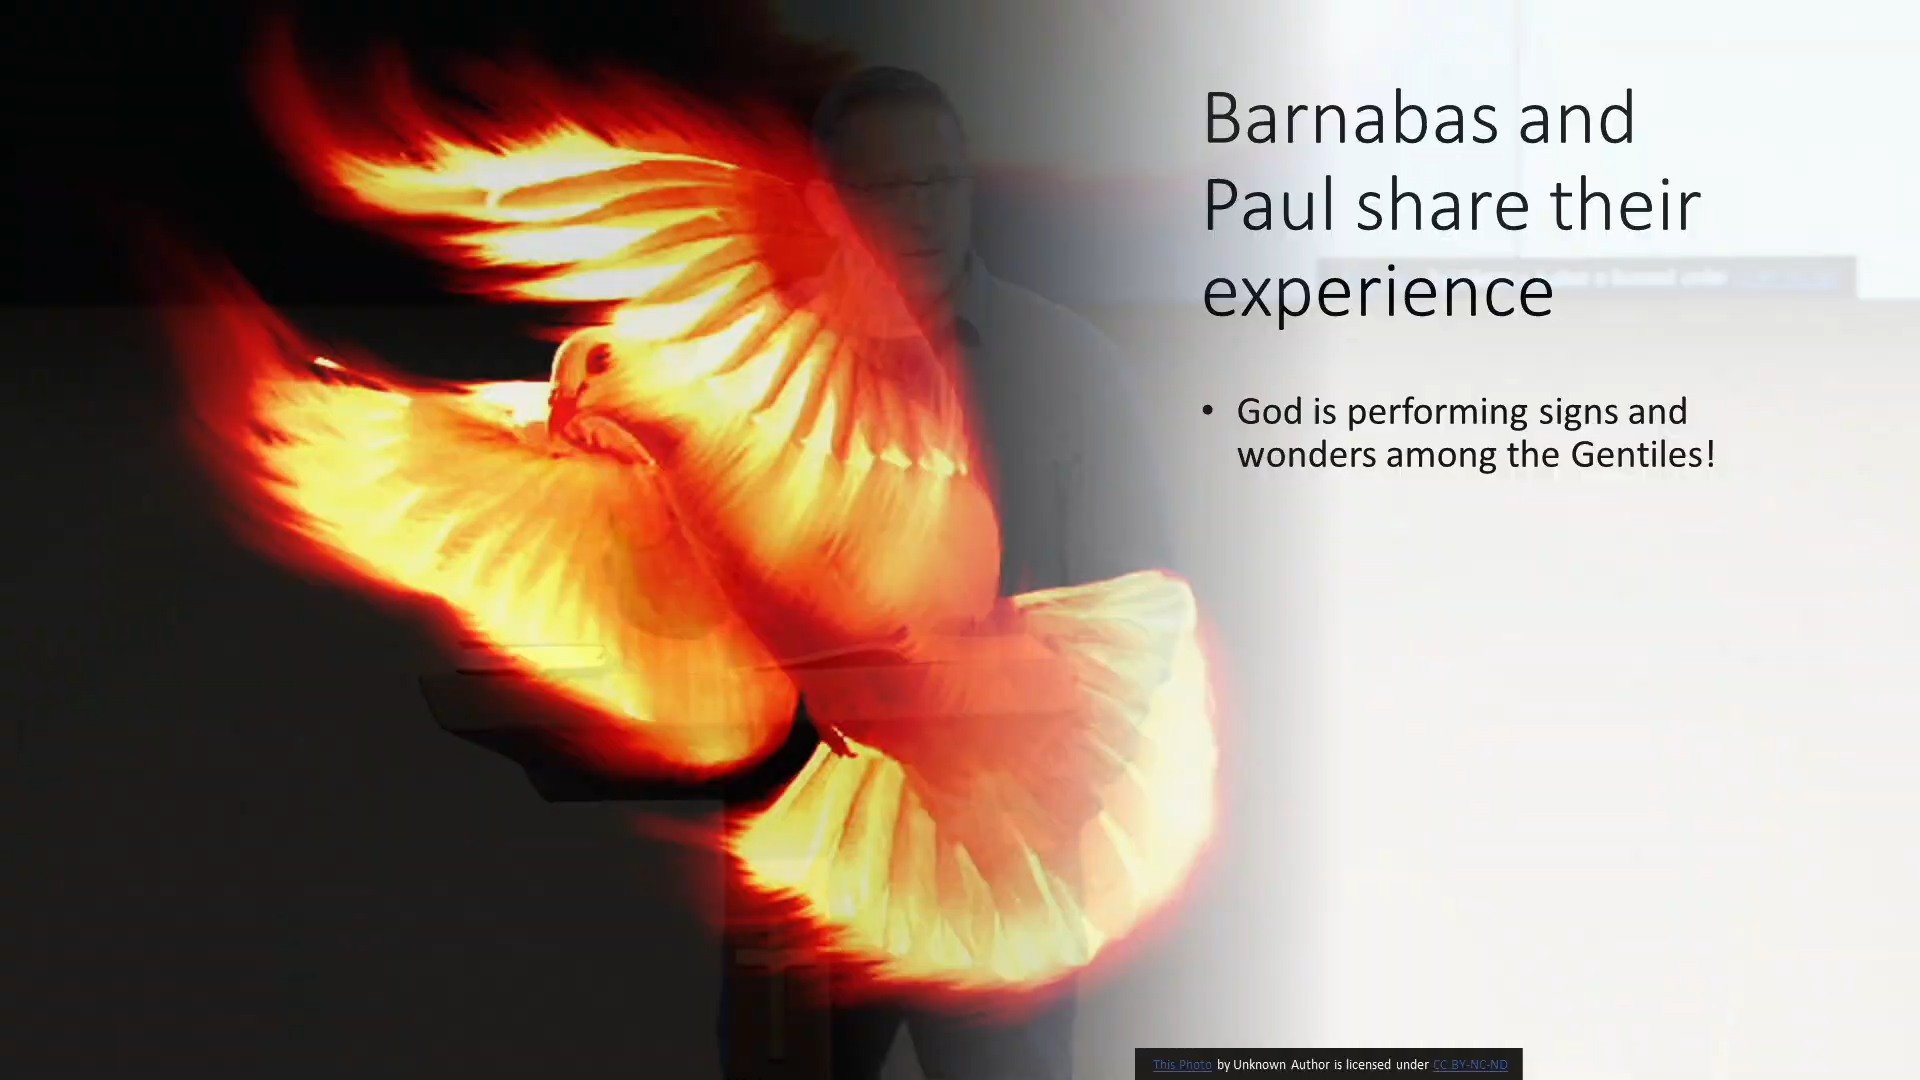 Barnabas and
Paul share their
experience
• God is performing signs and
wonders among the Gentiles!
This Photo by Unknown Author is licensed under CC BY-NC-ND